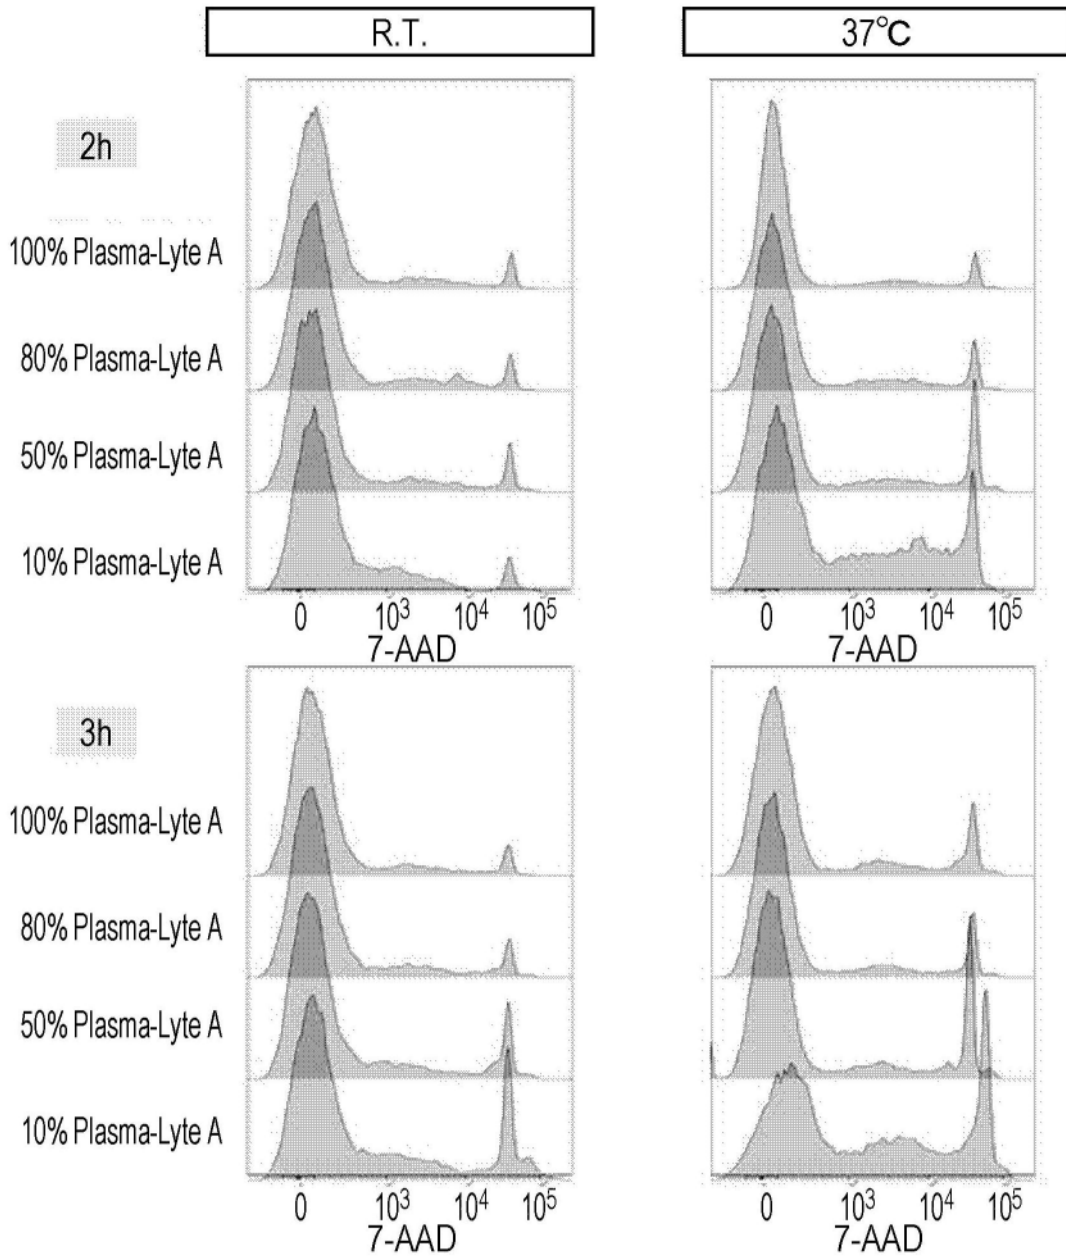 R.T.
37°C
2h
100% Plasma-Lyte A
80% Plasma-Lyte A
50% Plasma-Lyte A
10% Plasma-Lyte A
0 10³ 10⁴ 10⁵
7-AAD
0 10³ 10⁴ 10⁵
7-AAD
3h
100% Plasma-Lyte A
80% Plasma-Lyte A
50% Plasma-Lyte A
10% Plasma-Lyte A
0 10³ 10⁴ 10⁵
7-AAD
0 10³ 10⁴ 10⁵
7-AAD